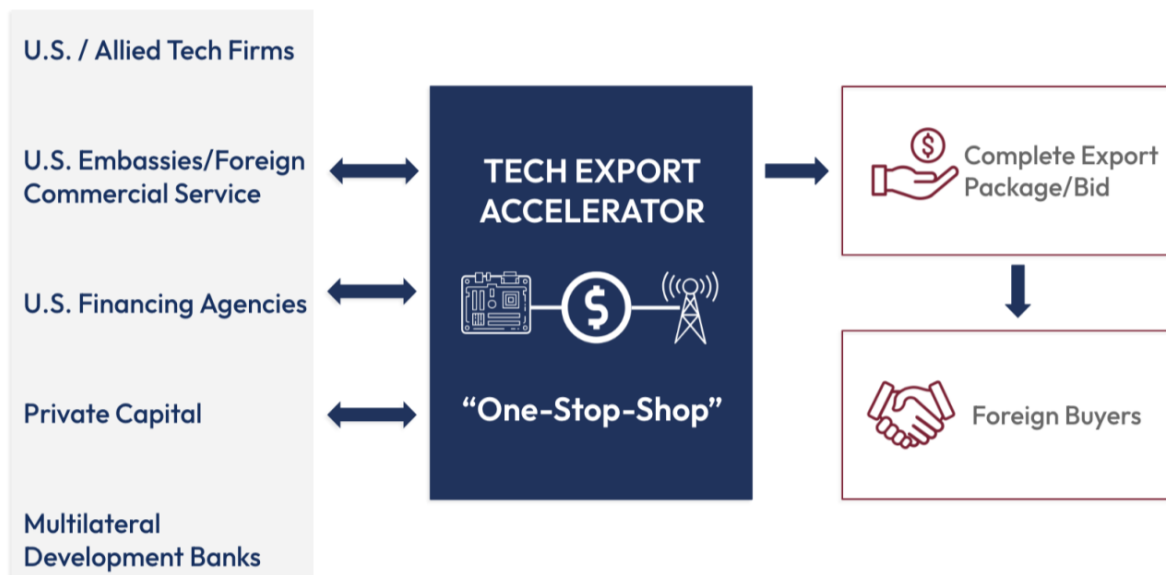 U.S. / Allied Tech Firms
U.S. Embassies/Foreign
Commercial Service
U.S. Financing Agencies
Private Capital
Multilateral
Development Banks
TECH EXPORT
ACCELERATOR
$
“One-Stop-Shop”
$
Complete Export
Package/Bid
Foreign Buyers